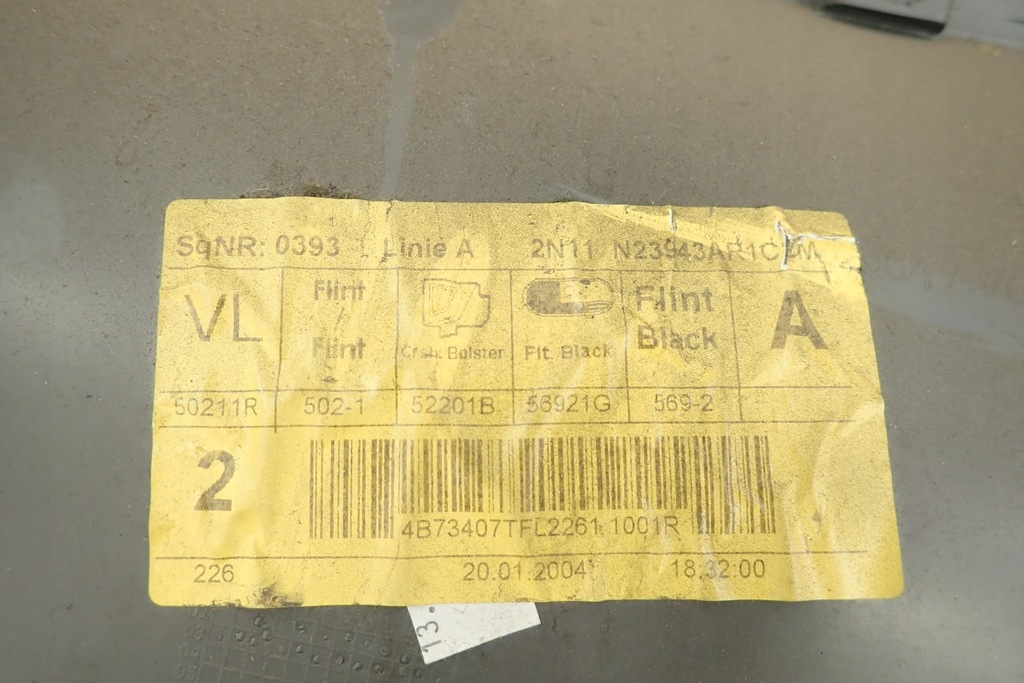 SqNR: 0393 Linie A 2N11
VL Flint Flint Crsh. Bolster Flt. Black Flint Black A
50211R 502-1 52201B 56921G 569-2
2
4B73407TFL2261 1001R
226 20.01.2004 18:32:00
13.